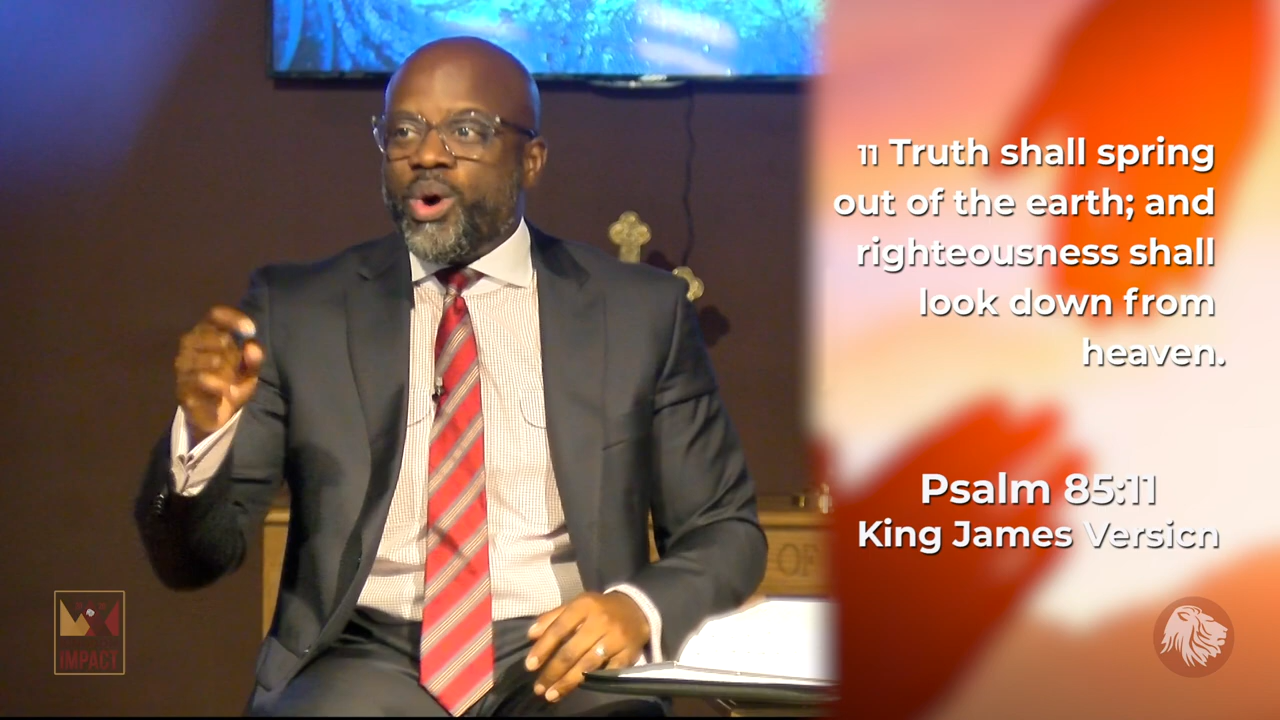 11 Truth shall spring
out of the earth; and
righteousness shall
look down from
heaven.
Psalm 85:11
King James Version
OF
IMPACT